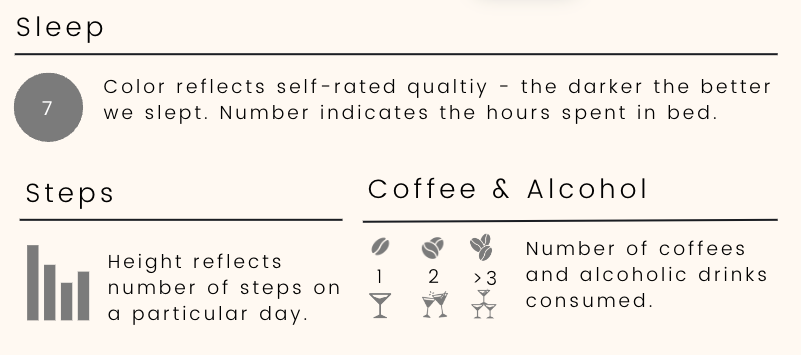 Sleep
7
Color reflects self-rated qualtiy - the darker the better
we slept. Number indicates the hours spent in bed.
Steps
Height reflects
number of steps on
a particular day.
Coffee & Alcohol
1 2 >3
Number of coffees
and alcoholic drinks
consumed.